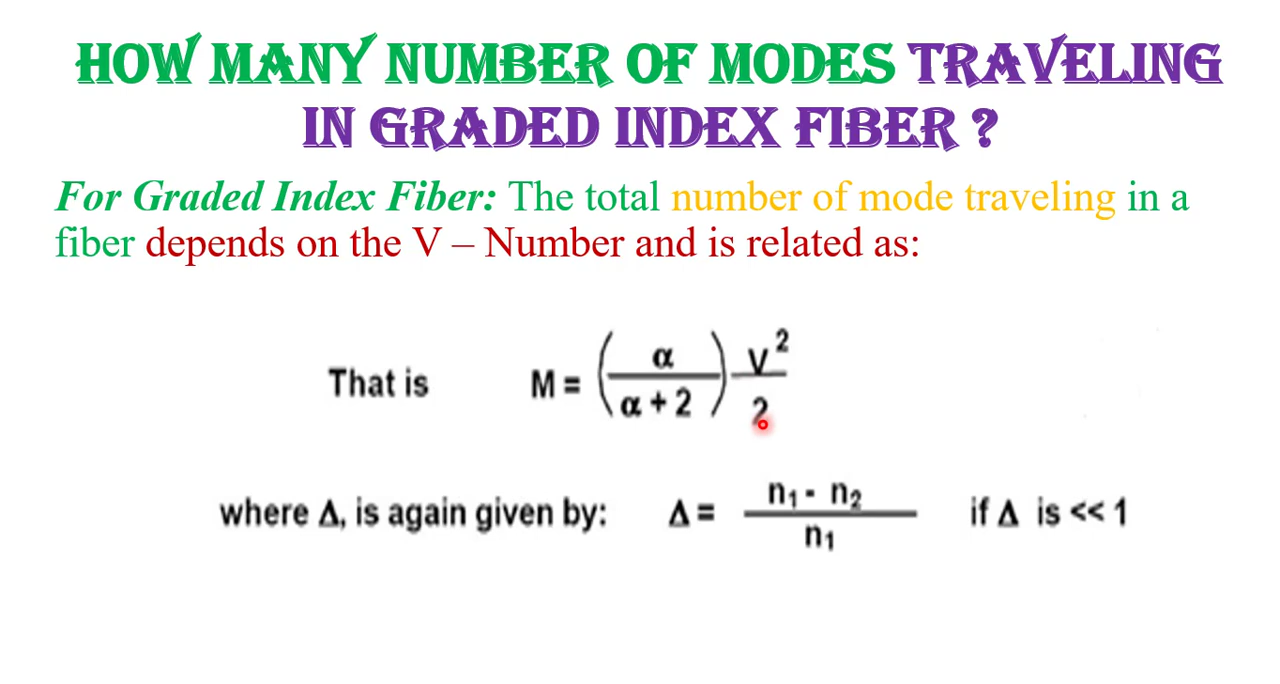 HOW MANY NUMBER OF MODES TRAVELING
IN GRADED INDEX FIBER ?
For Graded Index Fiber: The total number of mode traveling in a
fiber depends on the V – Number and is related as:
That is M = (α / (α + 2)) V² / 2
where Δ, is again given by: Δ = (n₁ - n₂) / n₁ if Δ is << 1